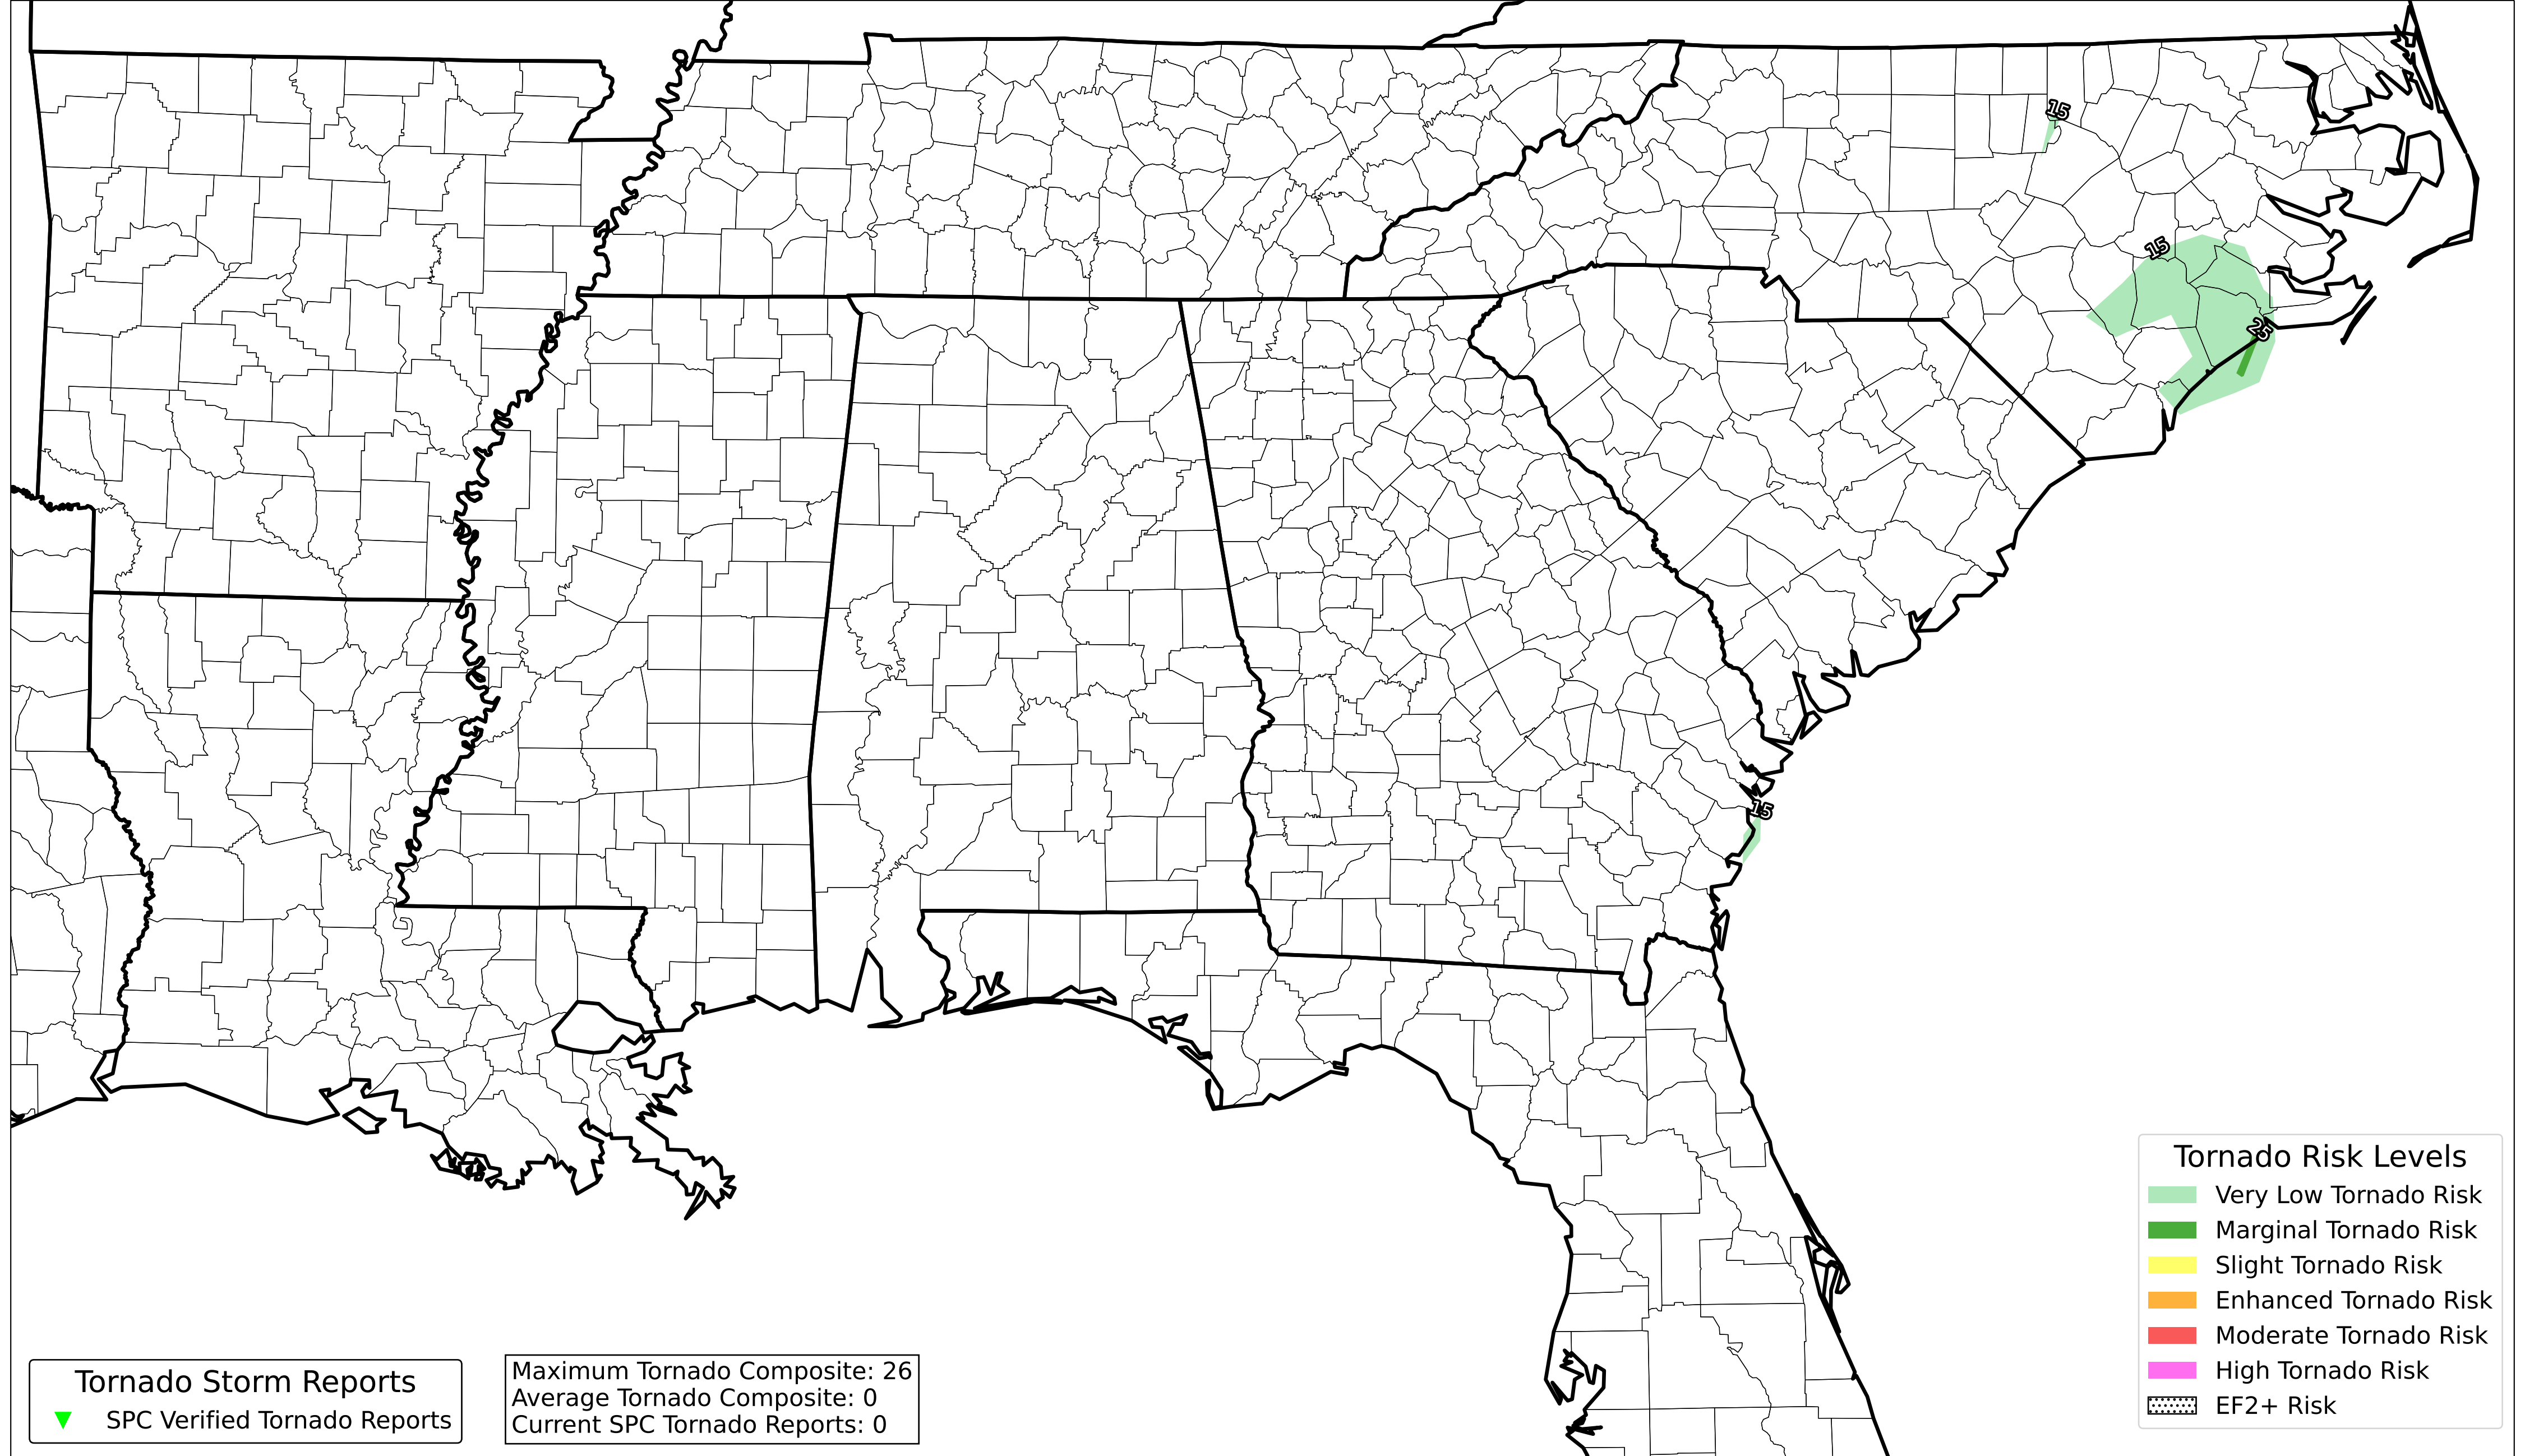 15
15
25
15
Tornado Risk Levels
Very Low Tornado Risk
Marginal Tornado Risk
Slight Tornado Risk
Enhanced Tornado Risk
Moderate Tornado Risk
High Tornado Risk
EF2+ Risk
Tornado Storm Reports
SPC Verified Tornado Reports
Maximum Tornado Composite: 26
Average Tornado Composite: 0
Current SPC Tornado Reports: 0